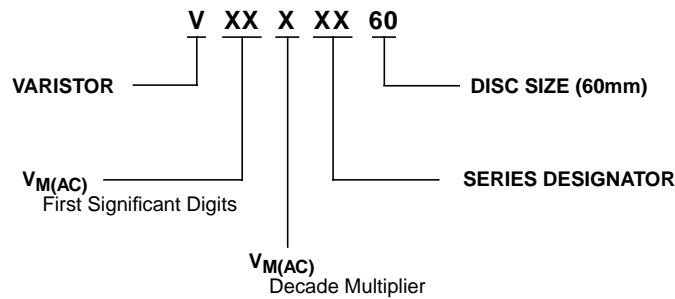 V XX X XX 60
VARISTOR
DISC SIZE (60mm)
VM(AC)
First Significant Digits
SERIES DESIGNATOR
VM(AC)
Decade Multiplier